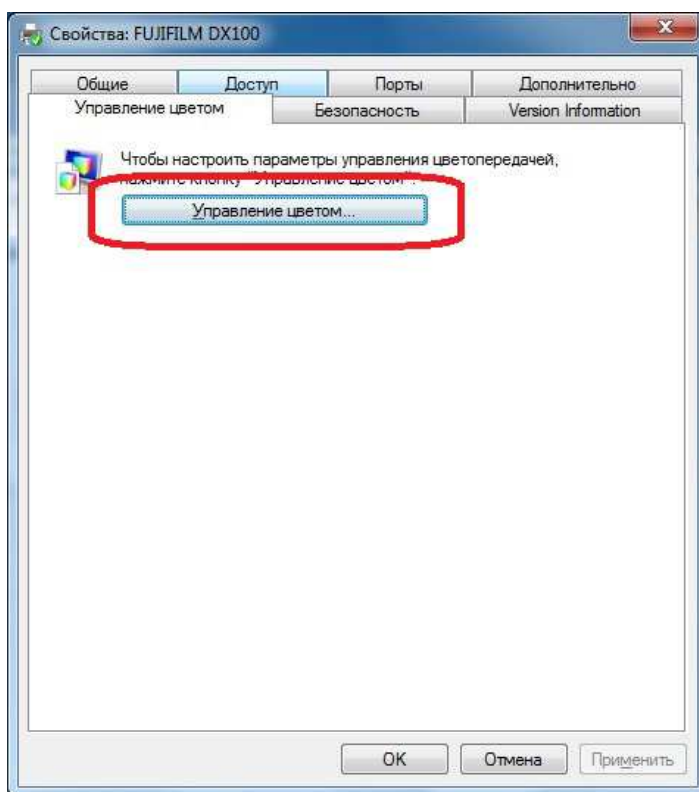 Свойства: FUJIFILM DX100
Общие Доступ Порты Дополнительно
Управление цветом Безопасность Version Information
Чтобы настроить параметры управления цветопередачей,
нажмите кнопку "Управление цветом".
Управление цветом...
OK Отмена Применить